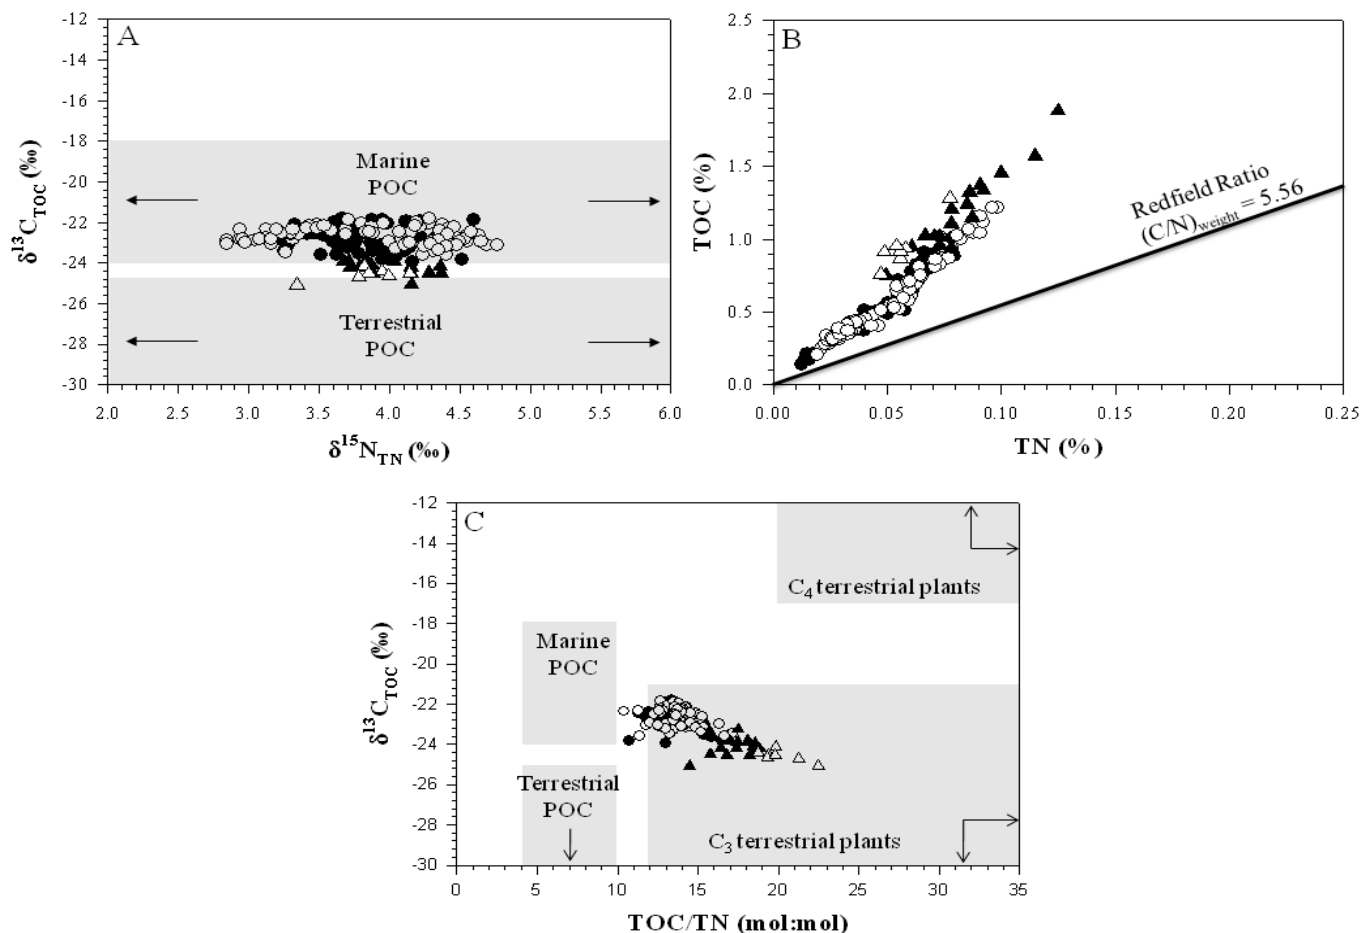 A
-12
-14
-16
-18
-20
-22
-24
-26
-28
-30
δ13CTOC (‰)
Marine
POC
Terrestrial
POC
2.0 2.5 3.0 3.5 4.0 4.5 5.0 5.5 6.0
δ15NTN (‰)
B
2.5
2.0
1.5
1.0
0.5
0.0
TOC (%)
Redfield Ratio
(C/N)weight = 5.56
0.00 0.05 0.10 0.15 0.20 0.25
TN (%)
C
-12
-14
-16
-18
-20
-22
-24
-26
-28
-30
δ13CTOC (‰)
C4 terrestrial plants
Marine
POC
Terrestrial
POC
C3 terrestrial plants
0 5 10 15 20 25 30 35
TOC/TN (mol:mol)